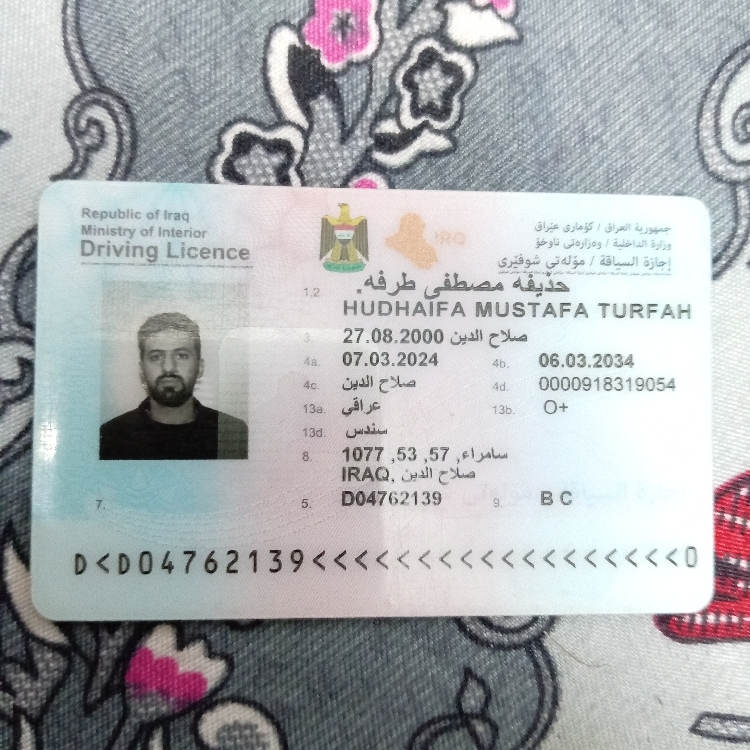 Republic of Iraq
Ministry of Interior
Driving Licence
جمهورية العراق / كۆماری عێراق
وزارة الداخلية / وەزارەتی ناوخۆ
إجازة السياقة / مۆڵەتی شوفێری
1.2. حذيفه مصطفى طرفه.
HUDHAIFA MUSTAFA TURFAH
3. 27.08.2000 صلاح الدين
4a. 07.03.2024 4b. 06.03.2034
4c. صلاح الدين 4d. 0000918319054
13a. عراقي 13b. O+
13d. سندس
8. سامراء, 57, 53, 1077
صلاح الدين, IRAQ
7. 5. D04762139 9. B C
D<D04762139<<<<<<<<<<<<<<<<<<<0